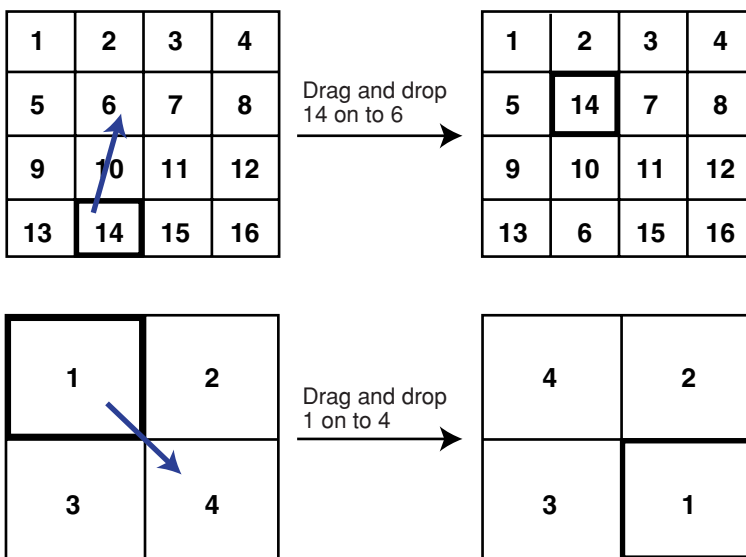 1 2 3 4
5 6 7 8
9 10 11 12
13 14 15 16
Drag and drop
14 on to 6
1 2 3 4
5 14 7 8
9 10 11 12
13 6 15 16
1 2
3 4
Drag and drop
1 on to 4
4 2
3 1